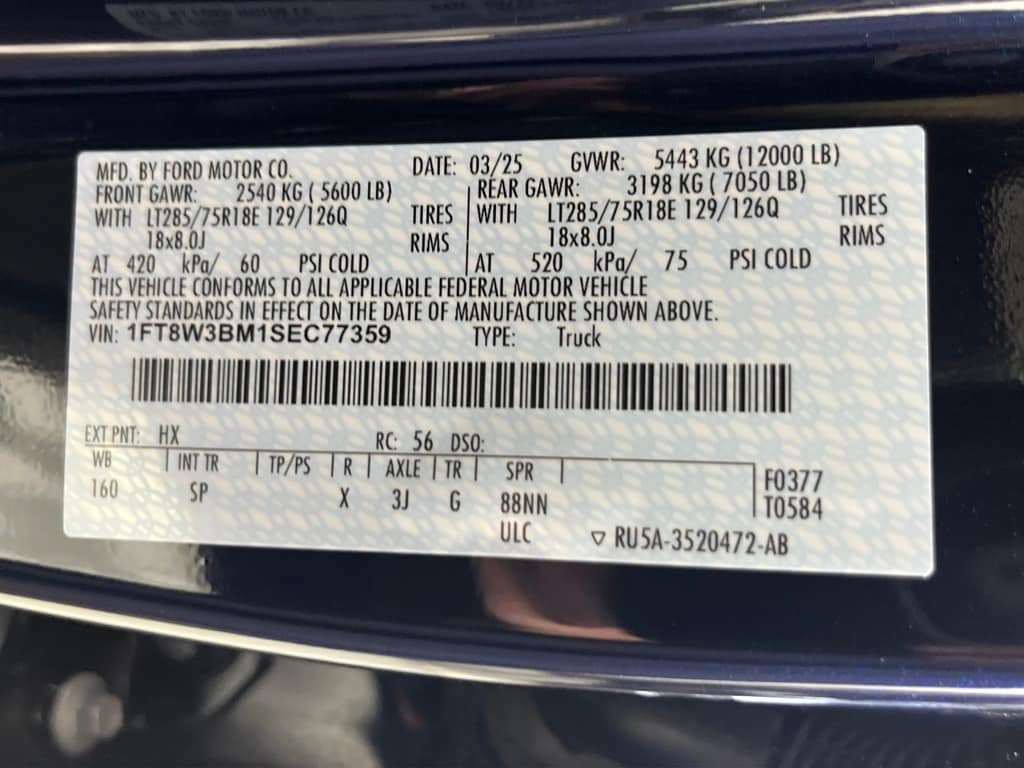 MFD. BY FORD MOTOR CO. DATE: 03/25 GVWR: 5443 KG (12000 LB)
FRONT GAWR: 2540 KG ( 5600 LB) REAR GAWR: 3198 KG ( 7050 LB)
WITH LT285/75R18E 129/126Q TIRES WITH LT285/75R18E 129/126Q TIRES
18x8.0J RIMS 18x8.0J RIMS
AT 420 kPa/ 60 PSI COLD AT 520 kPa/ 75 PSI COLD
THIS VEHICLE CONFORMS TO ALL APPLICABLE FEDERAL MOTOR VEHICLE
SAFETY STANDARDS IN EFFECT ON THE DATE OF MANUFACTURE SHOWN ABOVE.
VIN: 1FT8W3BM1SEC77359 TYPE: Truck
EXT PNT: HX RC: 56 DSO:
WB INT TR TP/PS R AXLE TR SPR F0377
160 SP X 3J G 88NN T0584
ULC ▽ RU5A-3520472-AB